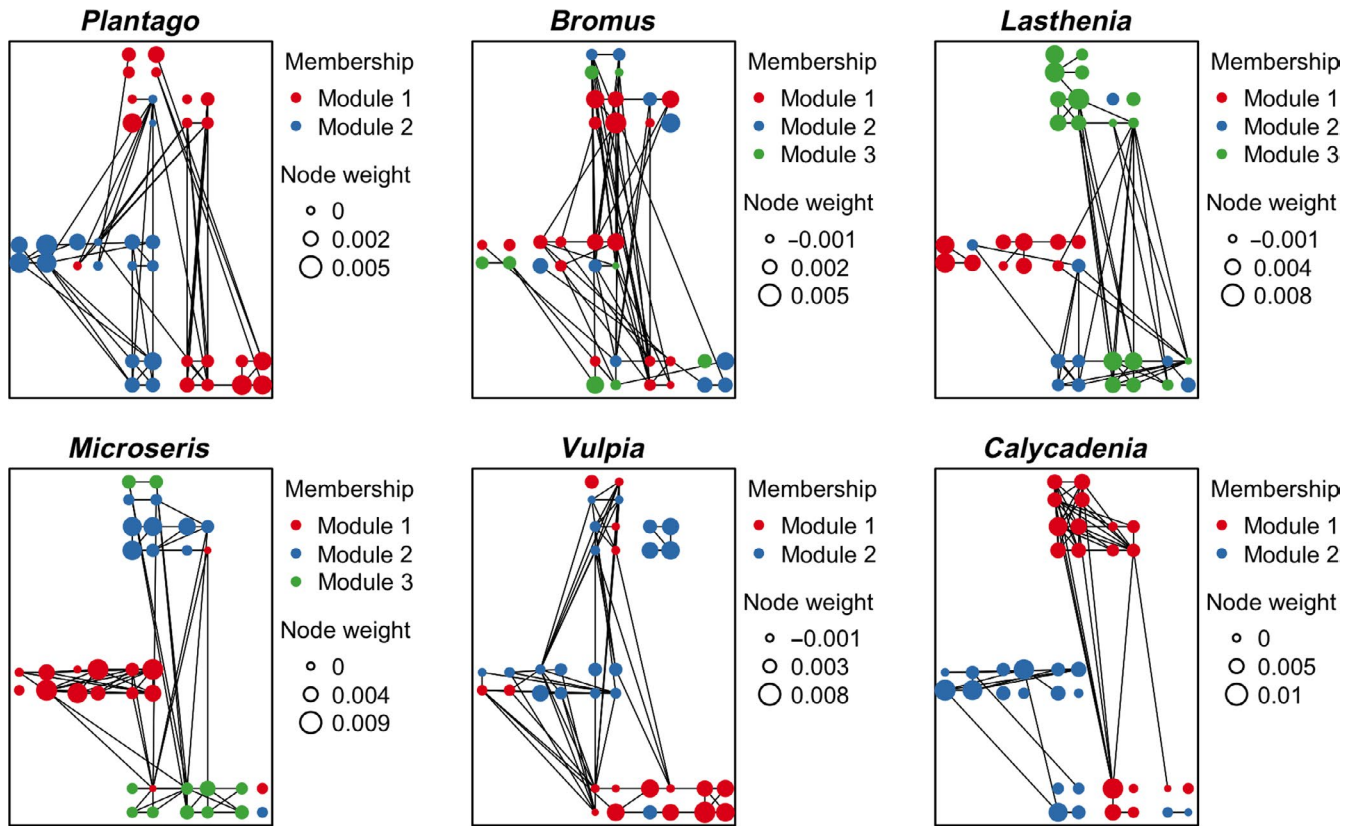 Plantago
Membership
Module 1
Module 2
Node weight
0
0.002
0.005
Bromus
Membership
Module 1
Module 2
Module 3
Node weight
−0.001
0.002
0.005
Lasthenia
Membership
Module 1
Module 2
Module 3
Node weight
−0.001
0.004
0.008
Microseris
Membership
Module 1
Module 2
Module 3
Node weight
0
0.004
0.009
Vulpia
Membership
Module 1
Module 2
Node weight
−0.001
0.003
0.008
Calycadenia
Membership
Module 1
Module 2
Node weight
0
0.005
0.01